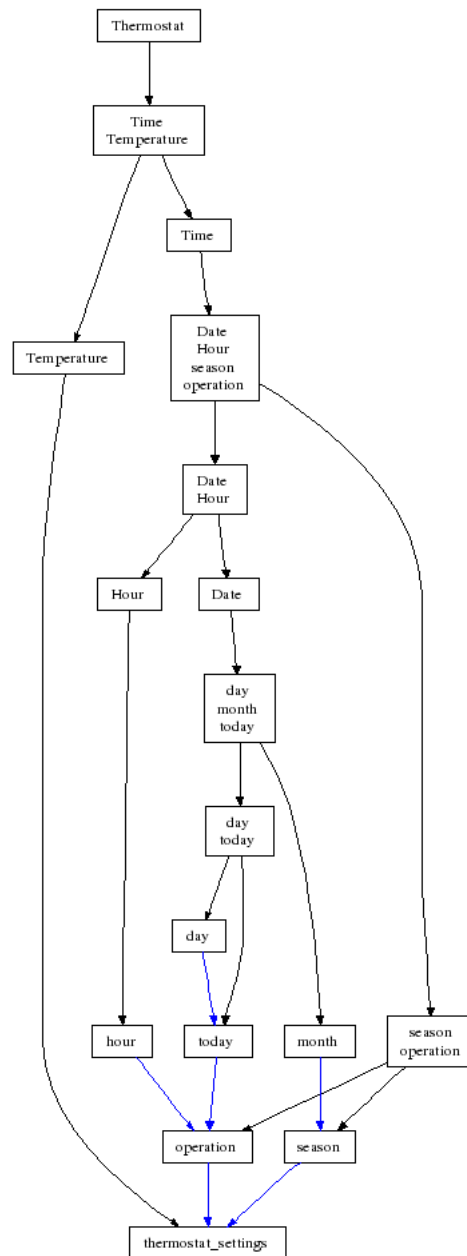 Thermostat
Time
Temperature
Time
Temperature
Date
Hour
season
operation
Date
Hour
Hour
Date
day
month
today
day
today
day
hour
today
month
season
operation
operation
season
thermostat_settings